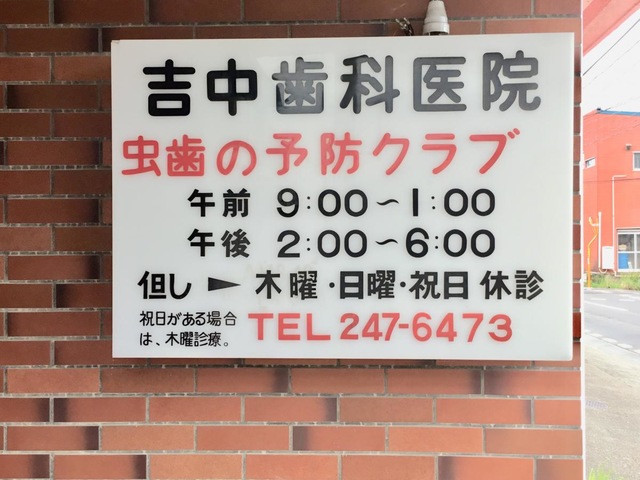 吉中歯科医院
虫歯の予防クラブ
午前 9:00～1:00
午後 2:00～6:00
但し► 木曜・日曜・祝日 休診
祝日がある場合
は、木曜診療。
TEL 247-6473